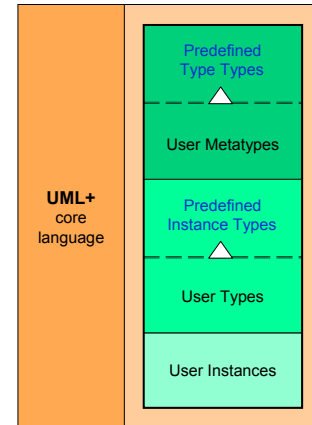 UML+
core
language
Predefined
Type Types
User Metatypes
Predefined
Instance Types
User Types
User Instances